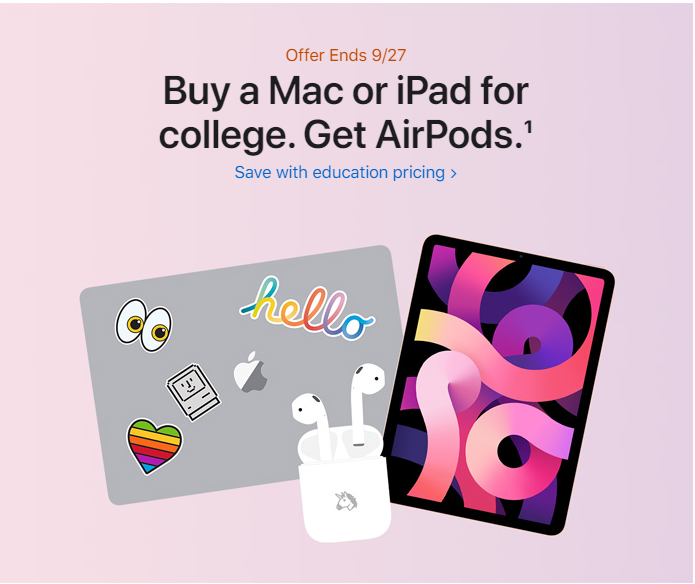 Offer Ends 9/27
Buy a Mac or iPad for
college. Get AirPods.¹
Save with education pricing >
hello